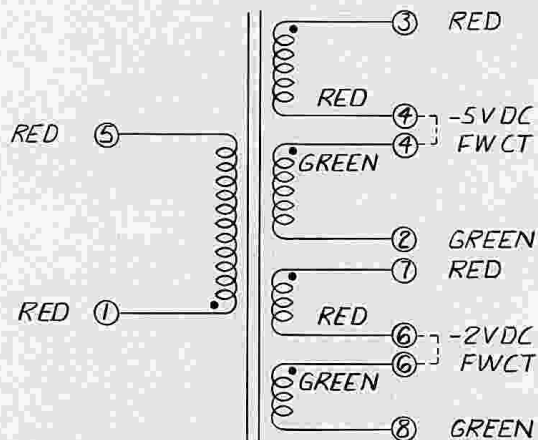 ③ RED
RED ④ -5VDC
RED ⑤
④ FWCT
GREEN
② GREEN
⑦ RED
RED ①
RED ⑥ -2VDC
⑥ FWCT
GREEN
⑧ GREEN